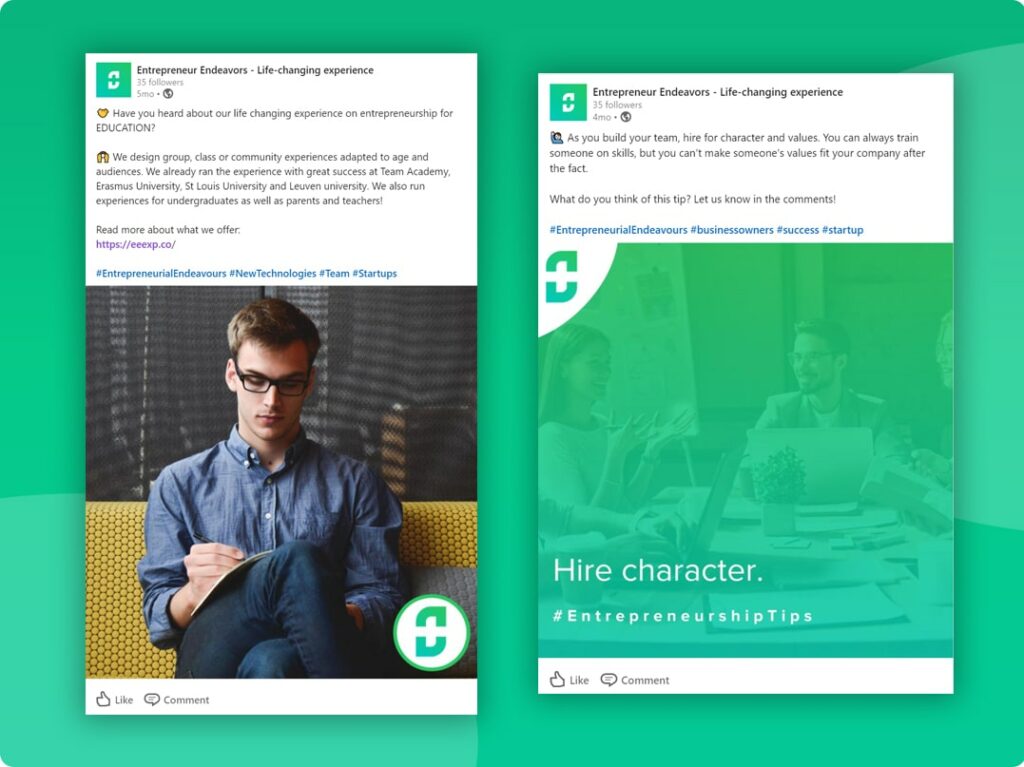 Entrepreneur Endeavors - Life-changing experience
35 followers
5mo •
Have you heard about our life changing experience on entrepreneurship for
EDUCATION?
We design group, class or community experiences adapted to age and
audiences. We already ran the experience with great success at Team Academy,
Erasmus University, St Louis University and Leuven university. We also run
experiences for undergraduates as well as parents and teachers!
Read more about what we offer:
https://eeexp.co/
#EntrepreneurialEndeavours #NewTechnologies #Team #Startups
Like Comment
Entrepreneur Endeavors - Life-changing experience
35 followers
4mo •
As you build your team, hire for character and values. You can always train
someone on skills, but you can't make someone's values fit your company after
the fact.
What do you think of this tip? Let us know in the comments!
#EntrepreneurialEndeavours #businessowners #success #startup
Hire character.
#EntrepreneurshipTips
Like Comment